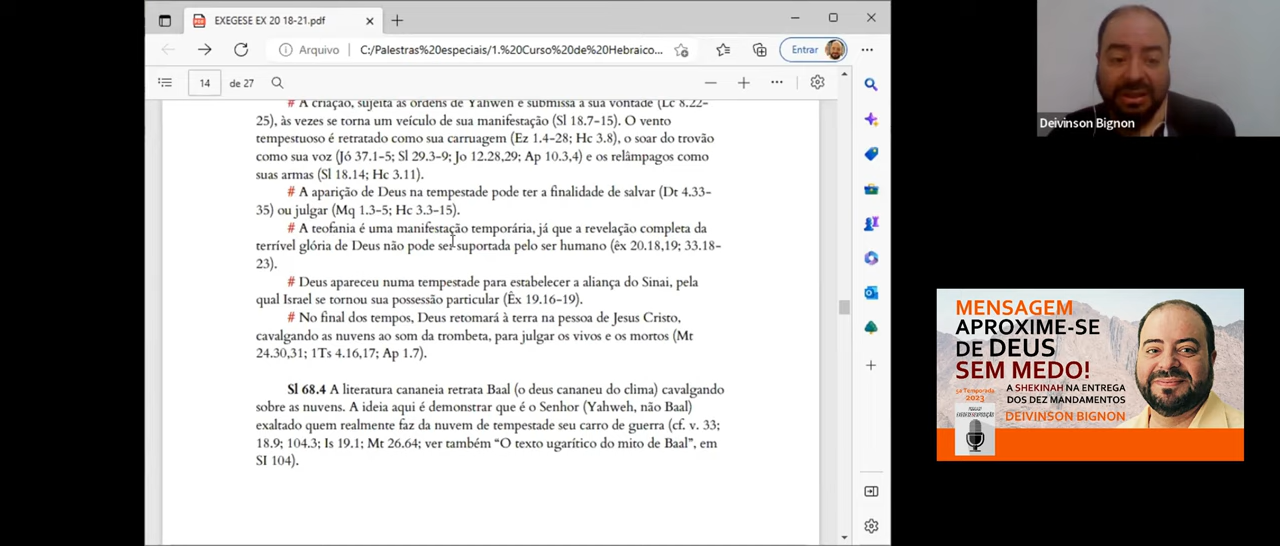 EXEGESE EX 20 18-21.pdf
Arquivo
C:/Palestras%20especiais/1.%20Curso%20de%20Hebraico...
Entrar
14
de 27
# A criação, sujeita às ordens de Yahweh e submissa à sua vontade (Lc 8.22-
25), às vezes se torna um veículo de sua manifestação (Sl 18.7-15). O vento
tempestuoso é retratado como sua carruagem (Ez 1.4-28; Hc 3.8), o soar do trovão
como sua voz (Jó 37.1-5; Sl 29.3-9; Jo 12.28,29; Ap 10.3,4) e os relâmpagos como
suas armas (Sl 18.14; Hc 3.11).
# A aparição de Deus na tempestade pode ter a finalidade de salvar (Dt 4.33-
35) ou julgar (Mq 1.3-5; Hc 3.3-15).
# A teofania é uma manifestação temporária, já que a revelação completa da
terrível glória de Deus não pode ser suportada pelo ser humano (êx 20.18,19; 33.18-
23).
# Deus apareceu numa tempestade para estabelecer a aliança do Sinai, pela
qual Israel se tornou sua possessão particular (Êx 19.16-19).
# No final dos tempos, Deus retomará à terra na pessoa de Jesus Cristo,
cavalgando as nuvens ao som da trombeta, para julgar os vivos e os mortos (Mt
24.30,31; 1Ts 4.16,17; Ap 1.7).
Sl 68.4 A literatura cananeia retrata Baal (o deus cananeu do clima) cavalgando
sobre as nuvens. A ideia aqui é demonstrar que é o Senhor (Yahweh, não Baal)
exaltado quem realmente faz da nuvem de tempestade seu carro de guerra (cf. v. 33;
18.9; 104.3; Is 19.1; Mt 26.64; ver também “O texto ugarítico do mito de Baal”, em
SI 104).
Deivinson Bignon
MENSAGEM
APROXIME-SE
DE DEUS
SEM MEDO!
A SHEKINAH NA ENTREGA
DOS DEZ MANDAMENTOS
DEIVINSON BIGNON
5ª Temporada
2023